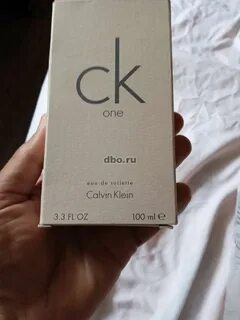 ck
one
dbo.ru
eau de toilette
Calvin Klein
3.3 FL OZ 100 ml e